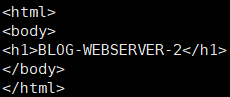 <html>
<body>
<h1>BLOG-WEBSERVER-2</h1>
</body>
</html>